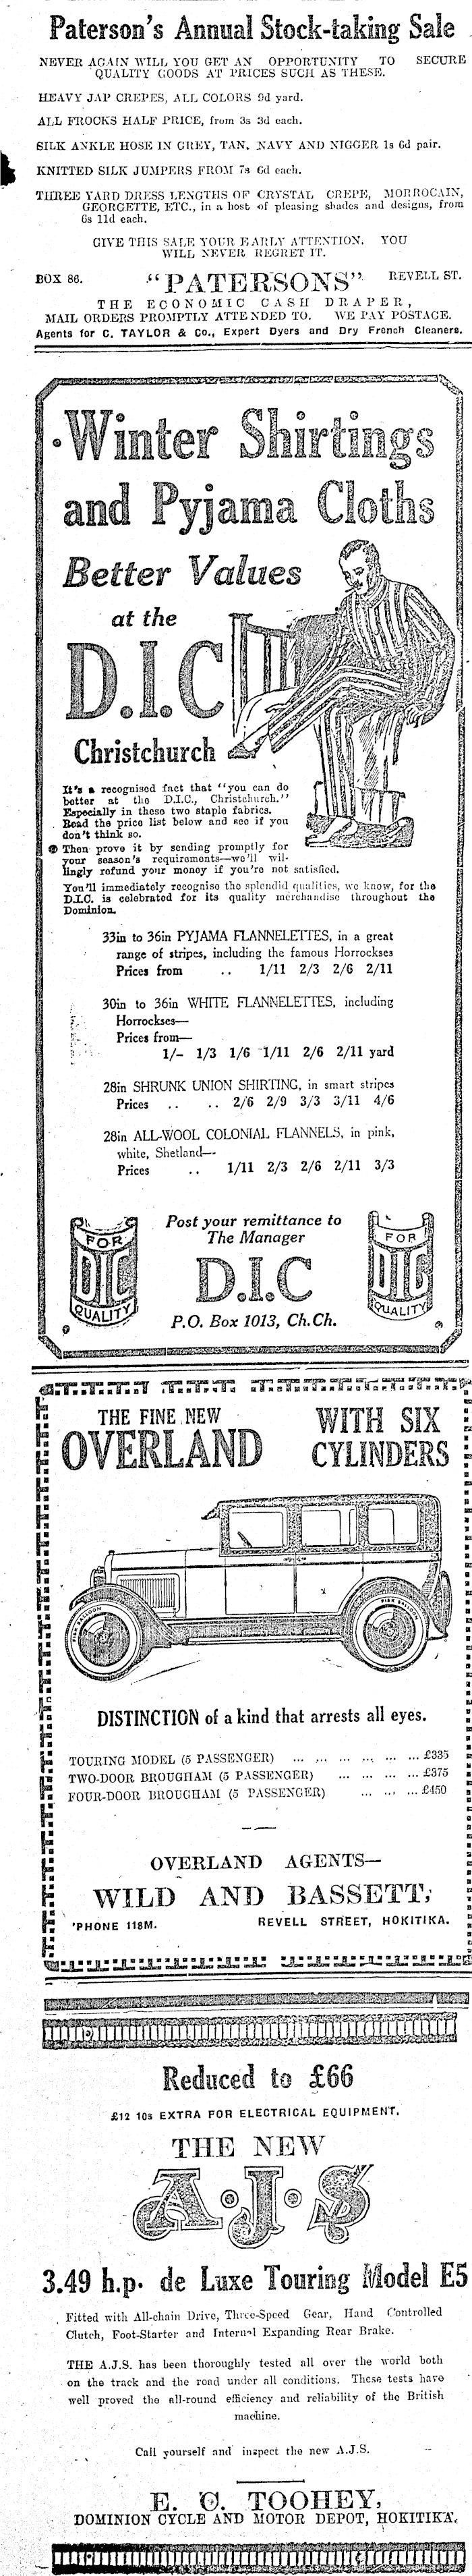 Paterson's Annual Stock-taking Sale
NEVER AGAIN WILL YOU GET AN OPPORTUNITY TO SECURE
QUALITY GOODS AT PRICES SUCH AS THESE.
HEAVY JAP CREPES, ALL COLORS 9d yard.
ALL FROOKS HALF PRICE, from 3s 3d each.
SILK ANKLE HOSE IN GREY, TAN, NAVY AND NIGGER 1s 6d pair.
KNITTED SILK JUMPERS FROM 7s 6d each.
THREE YARD DRESS LENGTHS OF CRYSTAL CREPE, MORROCAIN,
GEORGETTE, ETC., in a host of pleasing shades and designs, from
6s 11d each.
GIVE THIS SALE YOUR EARLY ATTENTION. YOU
WILL NEVER REGRET IT.
BOX 86. "PATERSONS" REVELL ST.
THE ECONOMIC CASH DRAPER,
MAIL ORDERS PROMPTLY ATTENDED TO. WE PAY POSTAGE.
Agents for C. TAYLOR & Co., Expert Dyers and Dry French Cleaners.
Winter Shirtings
and Pyjama Cloths
Better Values
at the
D.I.C
Christchurch
It's a recognised fact that "you can do
better at the D.I.C., Christchurch."
Especially in these two staple fabrics.
Read the price list below and see if you
don't think so.
Then prove it by sending promptly for
your season's requirements—we'll wil-
lingly refund your money if you're not satisfied.
You'll immediately recognise the splendid qualities, we know, for the
D.I.C. is celebrated for its quality merchandise throughout the
Dominion.
33in to 36in PYJAMA FLANNELETTES, in a great
range of stripes, including the famous Horrockses
Prices from .. 1/11 2/3 2/6 2/11
30in to 36in WHITE FLANNELETTES, including
Horrockses—
Prices from—
1/- 1/3 1/6 1/11 2/6 2/11 yard
28in SHRUNK UNION SHIRTING, in smart stripes
Prices .. .. 2/6 2/9 3/3 3/11 4/6
28in ALL-WOOL COLONIAL FLANNELS, in pink,
white, Shetland—
Prices .. 1/11 2/3 2/6 2/11 3/3
FOR DIC QUALITY
Post your remittance to
The Manager
D.I.C
P.O. Box 1013, Ch.Ch.
FOR DIC QUALITY
THE FINE NEW WITH SIX
OVERLAND CYLINDERS
DISTINCTION of a kind that arrests all eyes.
TOURING MODEL (5 PASSENGER) ... ... ... ... ... ... £335
TWO-DOOR BROUGHAM (5 PASSENGER) ... ... ... ... £375
FOUR-DOOR BROUGHAM (5 PASSENGER) ... ... ... £450
OVERLAND AGENTS—
WILD AND BASSETT,
'PHONE 118M. REVELL STREET, HOKITIKA.
Reduced to £66
£12 10s EXTRA FOR ELECTRICAL EQUIPMENT.
THE NEW
A.J.S
3.49 h.p. de Luxe Touring Model E5
Fitted with All-chain Drive, Three-Speed Gear, Hand Controlled
Clutch, Foot-Starter and Internal Expanding Rear Brake.
THE A.J.S. has been thoroughly tested all over the world both
on the track and the road under all conditions. These tests have
well proved the all-round efficiency and reliability of the British
machine.
Call yourself and inspect the new A.J.S.
E. C. TOOHEY,
DOMINION CYCLE AND MOTOR DEPOT, HOKITIKA.